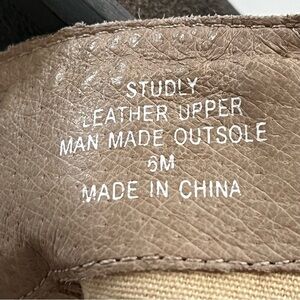 STUDLY
LEATHER UPPER
MAN MADE OUTSOLE
6M
MADE IN CHINA